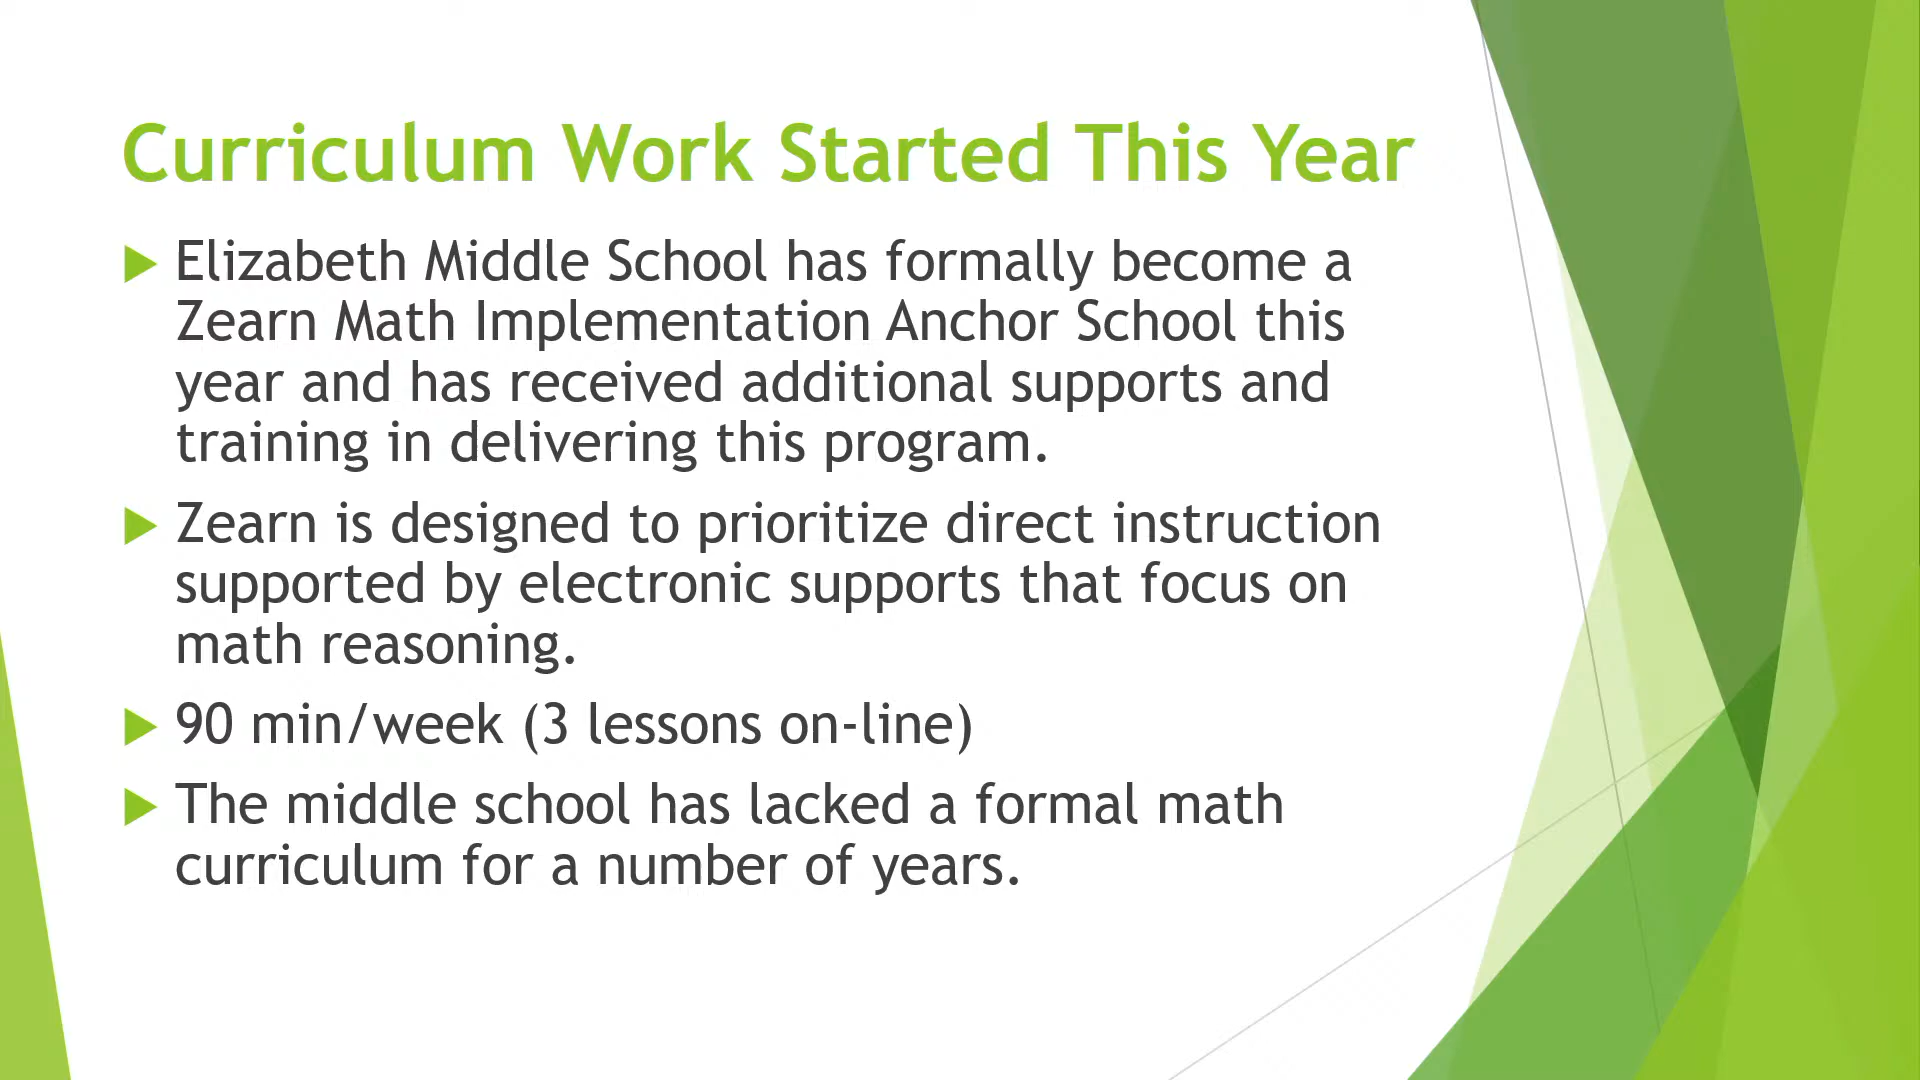 Curriculum Work Started This Year
Elizabeth Middle School has formally become a
Zearn Math Implementation Anchor School this
year and has received additional supports and
training in delivering this program.
Zearn is designed to prioritize direct instruction
supported by electronic supports that focus on
math reasoning.
90 min/week (3 lessons on-line)
The middle school has lacked a formal math
curriculum for a number of years.